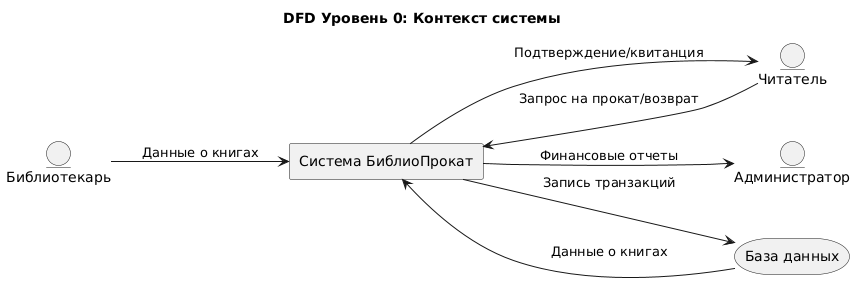 DFD Уровень 0: Контекст системы
Подтверждение/квитанция
Читатель
Запрос на прокат/возврат
Данные о книгах
Библиотекарь
Система БиблиоПрокат
Финансовые отчеты
Администратор
Запись транзакций
Данные о книгах
База данных